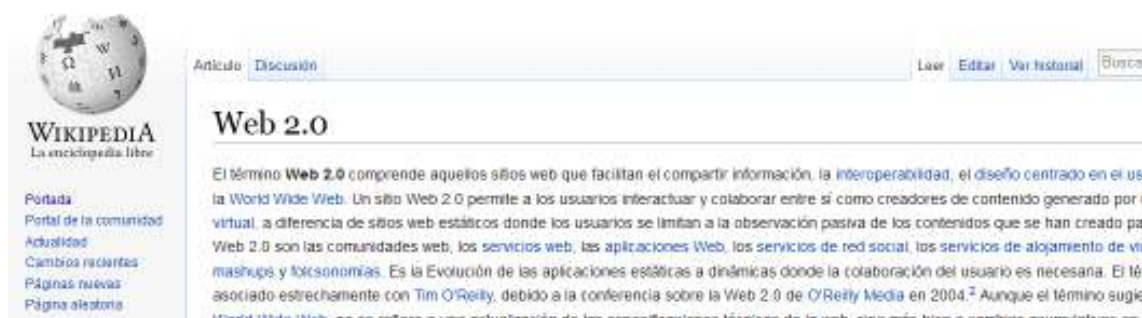 Artículo Discusión
Leer Editar Ver historial Busca
WIKIPEDIA
La enciclopedia libre
Portada
Portal de la comunidad
Actualidad
Cambios recientes
Páginas nuevas
Página aleatoria
Web 2.0
El término Web 2.0 comprende aquellos sitios web que facilitan el compartir información, la interoperabilidad, el diseño centrado en el us
la World Wide Web. Un sitio Web 2.0 permite a los usuarios interactuar y colaborar entre sí como creadores de contenido generado por
virtual, a diferencia de sitios web estáticos donde los usuarios se limitan a la observación pasiva de los contenidos que se han creado pa
Web 2.0 son las comunidades web, los servicios web, las aplicaciones Web, los servicios de red social, los servicios de alojamiento de
mashups y folcsonomías. Es la Evolución de las aplicaciones estáticas a dinámicas donde la colaboración del usuario es necesaria. El té
asociado estrechamente con Tim O'Reilly, debido a la conferencia sobre la Web 2.0 de O'Reilly Media en 2004.2 Aunque el término sugie